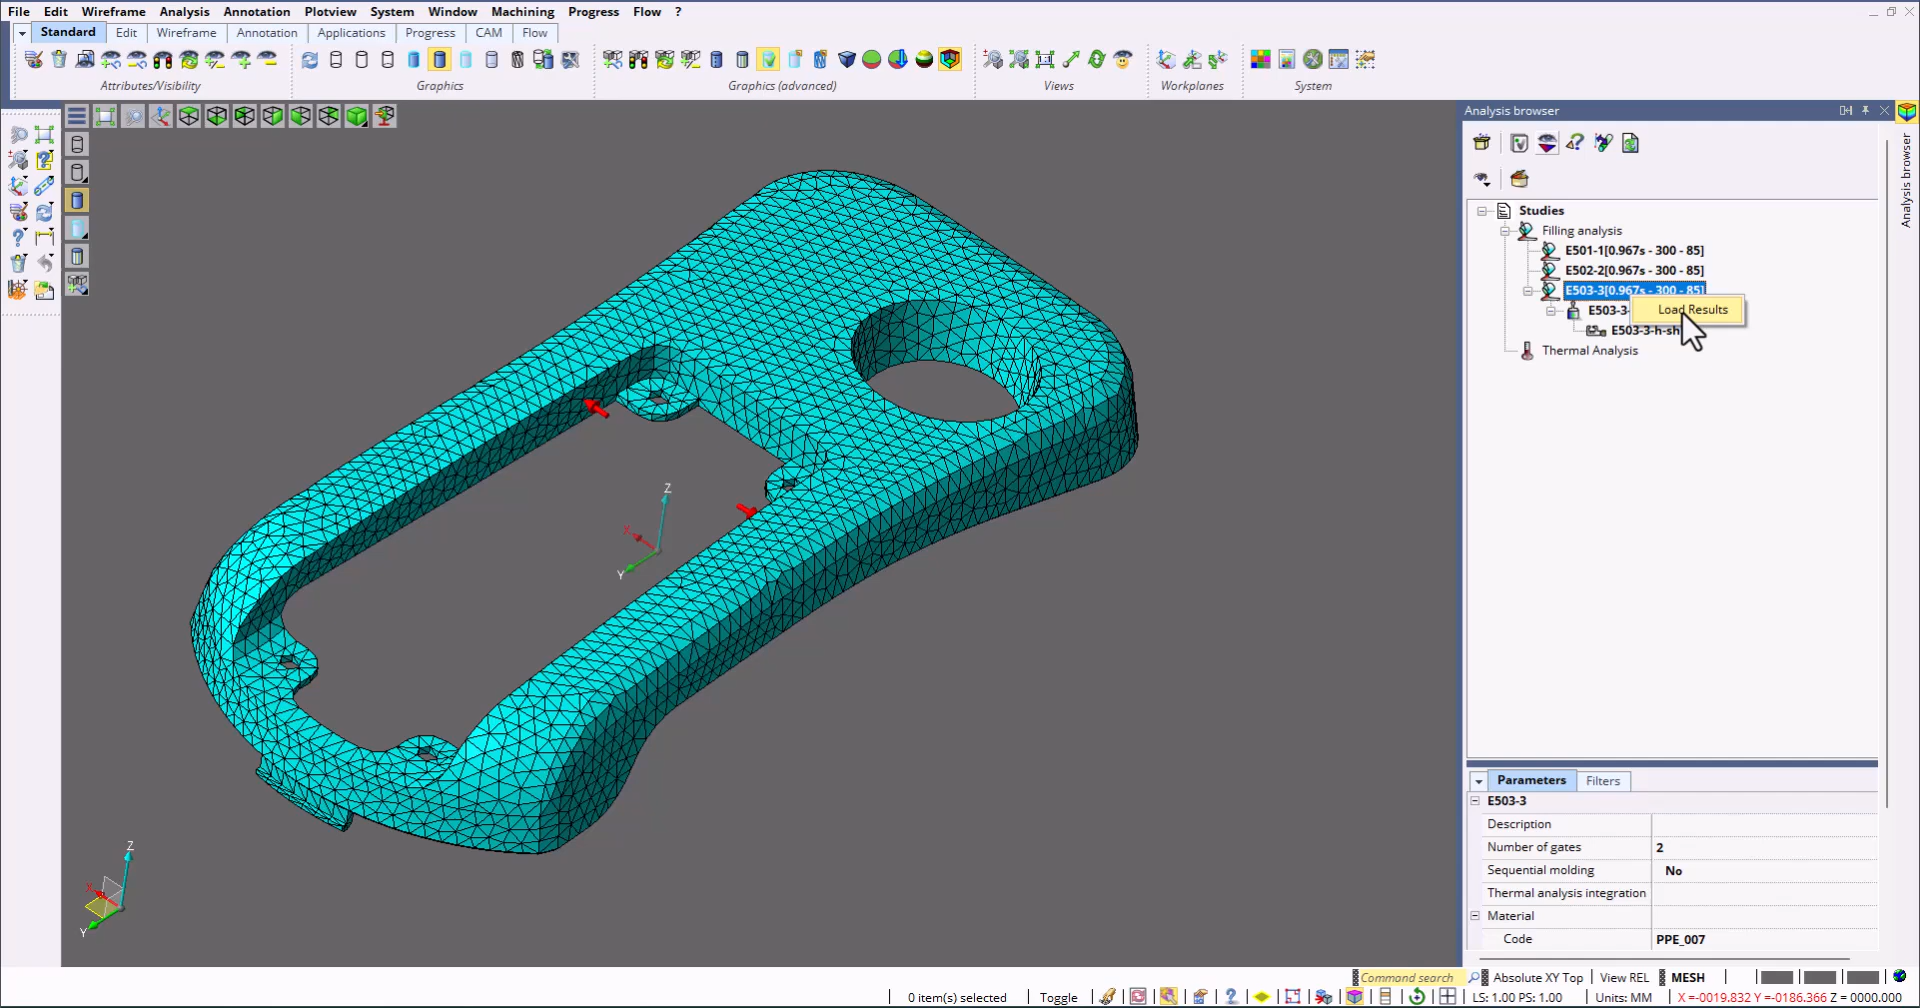 File Edit Wireframe Analysis Annotation Plotview System Window Machining Progress Flow ?
Standard Edit Wireframe Annotation Applications Progress CAM Flow
Attributes/Visibility Graphics Graphics (advanced) Views Workplanes System
Analysis browser
Analysis browser
Studies
Filling analysis
E501-1[0.967s - 300 - 85]
E502-2[0.967s - 300 - 85]
E503-3[0.967s - 300 - 85]
E503-3-
Load Results
E503-3-h-sh
Thermal Analysis
Z
X
Y
Z
X
Y
Parameters Filters
E503-3
Description
Number of gates 2
Sequential molding No
Thermal analysis integration
Material
Code PPE_007
Command search Absolute XY Top View REL MESH
0 item(s) selected Toggle LS: 1.00 PS: 1.00 Units: MM X =-0019.832 Y =-0186.366 Z = 0000.000